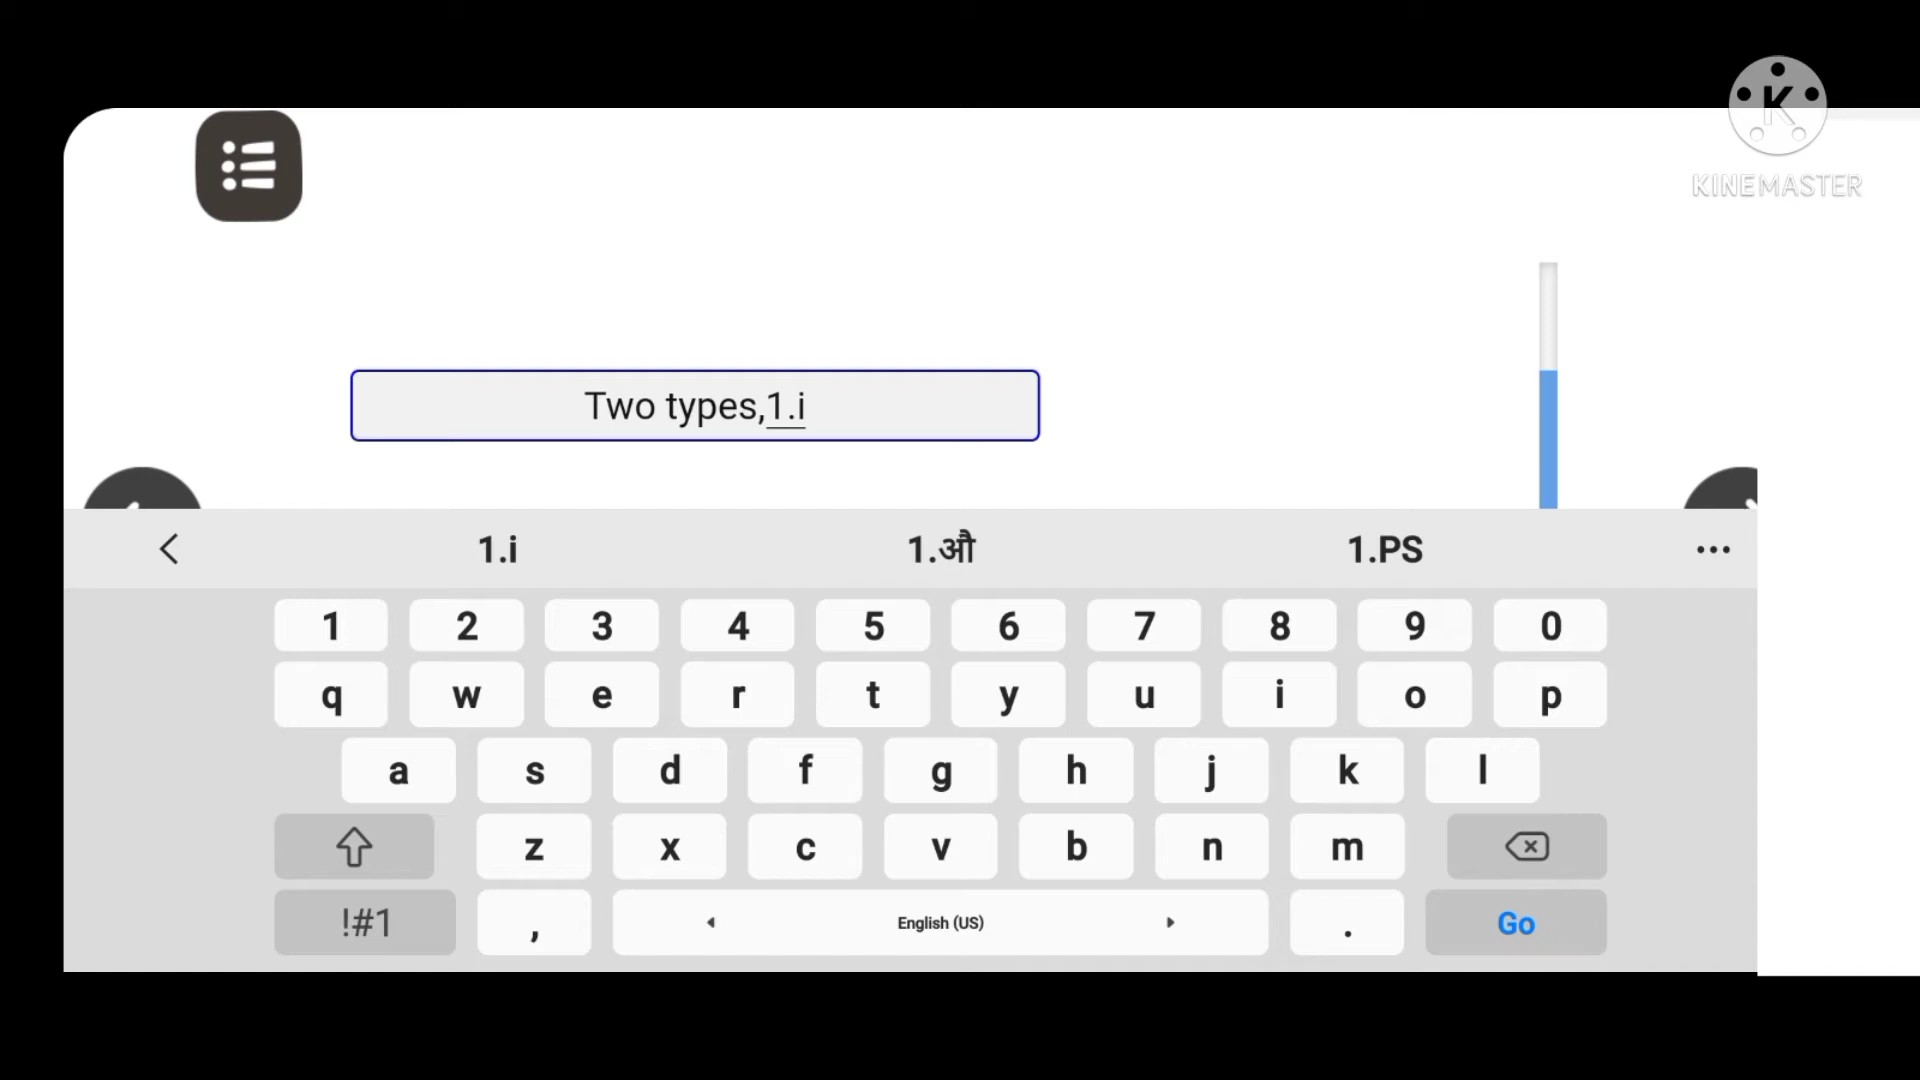 K
KINEMASTER
Two types,1.i
1.i 1.औ 1.PS
1 2 3 4 5 6 7 8 9 0
q w e r t y u i o p
a s d f g h j k l
z x c v b n m
!#1 , English (US) . Go